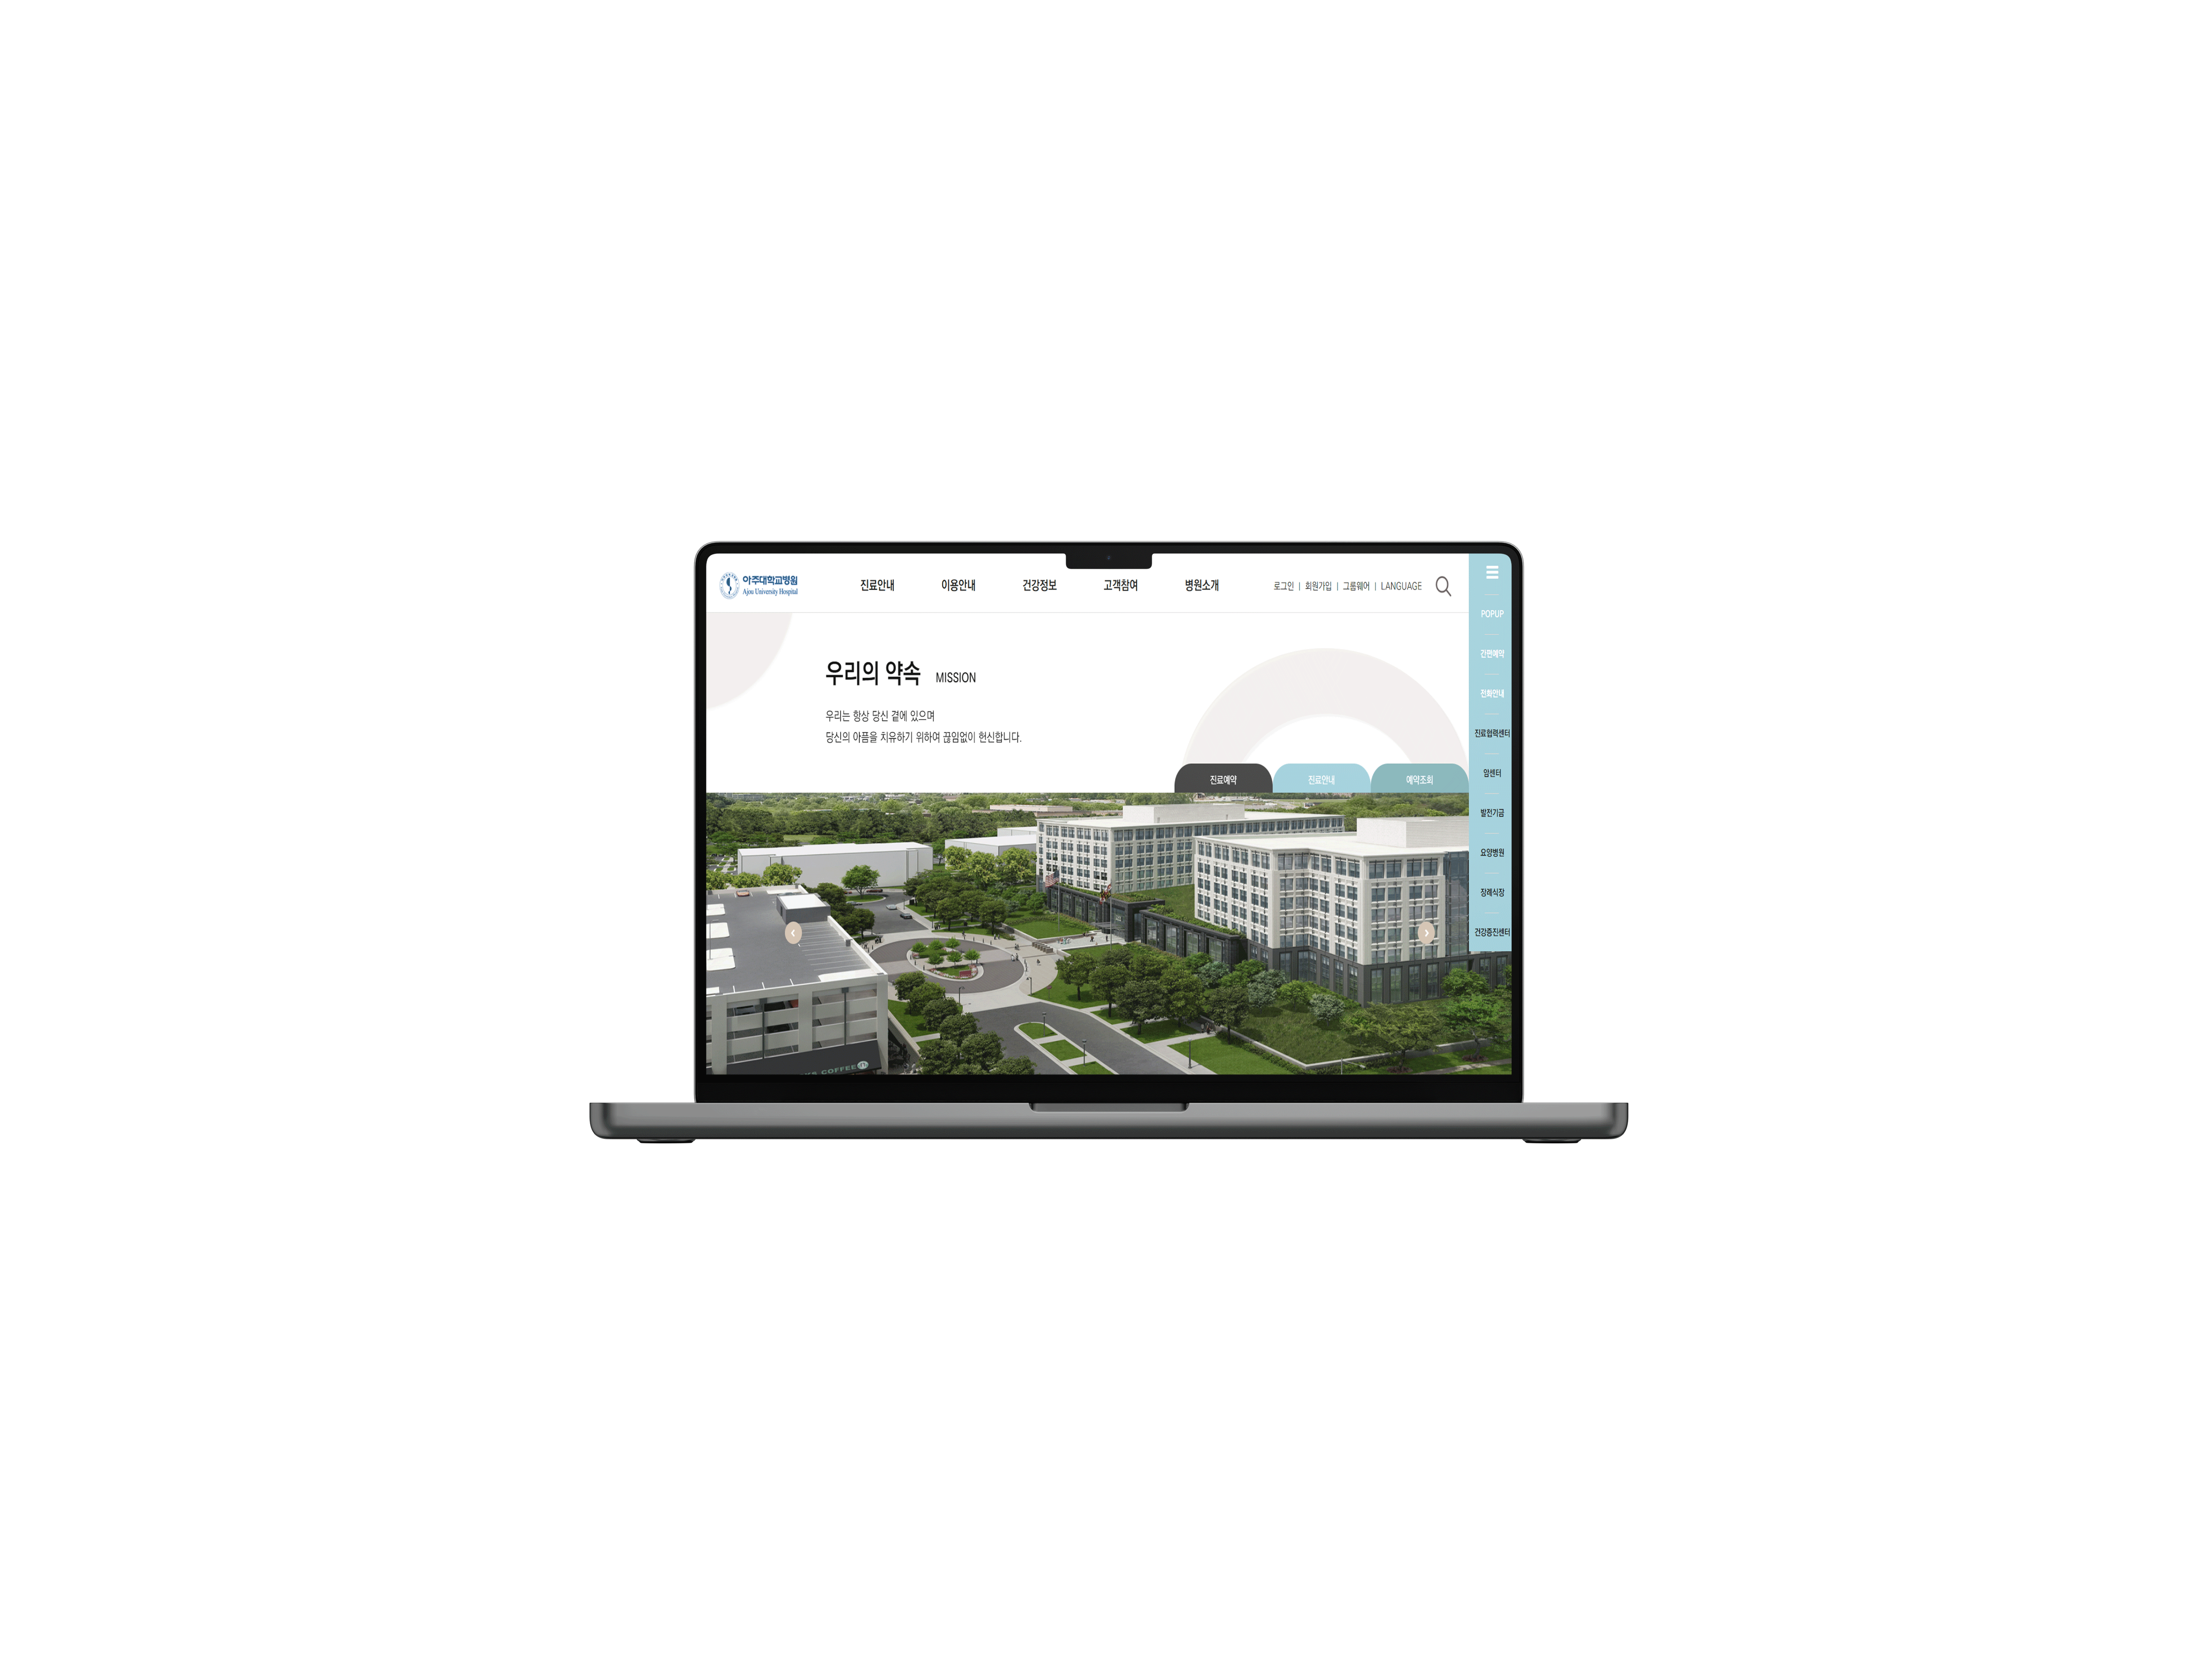 아주대학교병원
Ajou University Hospital
진료안내 이용안내 건강정보 고객참여 병원소개
로그인 | 회원가입 | 그룹웨어 | LANGUAGE
우리의 약속 MISSION
우리는 항상 당신 곁에 있으며
당신의 아픔을 치유하기 위하여 끊임없이 헌신합니다.
진료예약 진료안내 예약조회
POPUP
간편예약
전화안내
진료협력센터
암센터
발전기금
요양병원
장례식장
건강증진센터
COFFEE